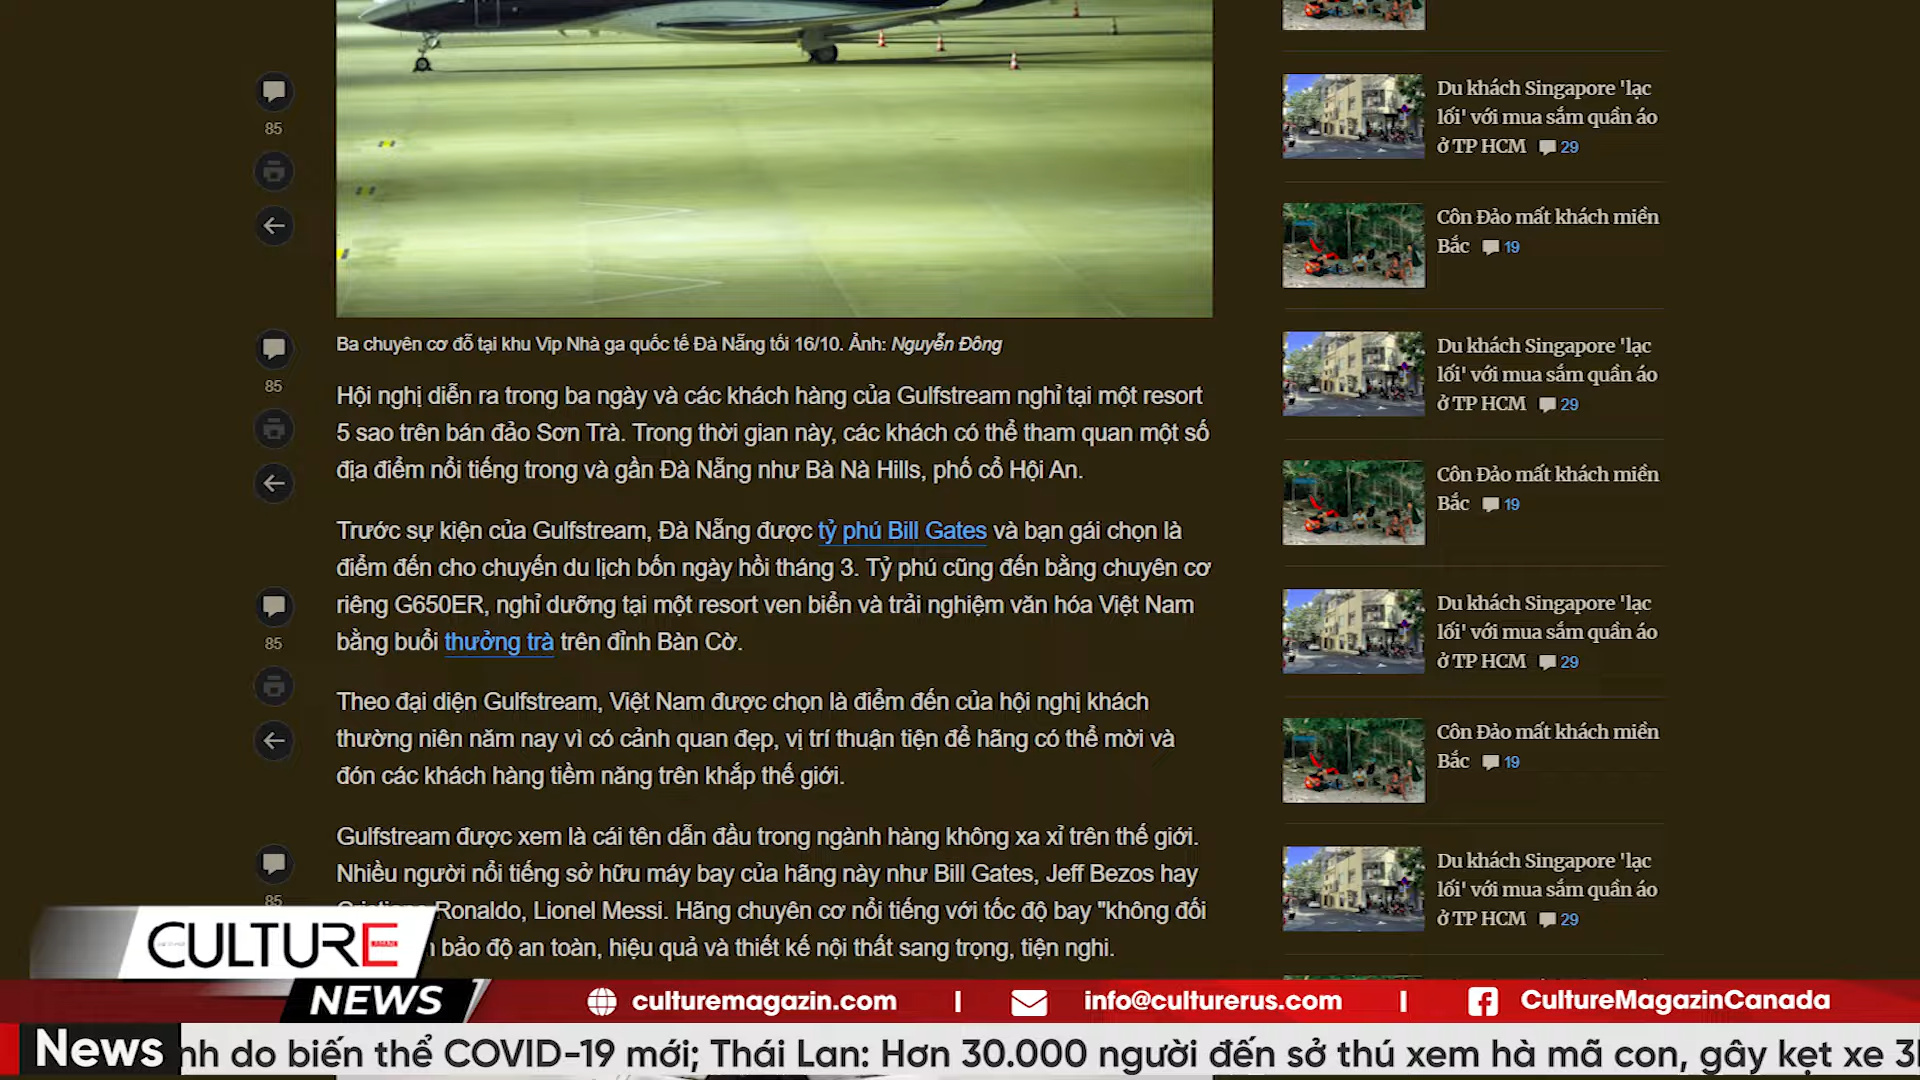 85
85
85
85
Ba chuyên cơ đỗ tại khu Vip Nhà ga quốc tế Đà Nẵng tối 16/10. Ảnh: Nguyễn Đông
Hội nghị diễn ra trong ba ngày và các khách hàng của Gulfstream nghỉ tại một resort
5 sao trên bán đảo Sơn Trà. Trong thời gian này, các khách có thể tham quan một số
địa điểm nổi tiếng trong và gần Đà Nẵng như Bà Nà Hills, phố cổ Hội An.
Trước sự kiện của Gulfstream, Đà Nẵng được tỷ phú Bill Gates và bạn gái chọn là
điểm đến cho chuyến du lịch bốn ngày hồi tháng 3. Tỷ phú cũng đến bằng chuyên cơ
riêng G650ER, nghỉ dưỡng tại một resort ven biển và trải nghiệm văn hóa Việt Nam
bằng buổi thưởng trà trên đỉnh Bàn Cờ.
Theo đại diện Gulfstream, Việt Nam được chọn là điểm đến của hội nghị khách
thường niên năm nay vì có cảnh quan đẹp, vị trí thuận tiện để hãng có thể mời và
đón các khách hàng tiềm năng trên khắp thế giới.
Gulfstream được xem là cái tên dẫn đầu trong ngành hàng không xa xỉ trên thế giới.
Nhiều người nổi tiếng sở hữu máy bay của hãng này như Bill Gates, Jeff Bezos hay
Ronaldo, Lionel Messi. Hãng chuyên cơ nổi tiếng với tốc độ bay "không đối
bảo độ an toàn, hiệu quả và thiết kế nội thất sang trọng, tiện nghi.
Du khách Singapore 'lạc
lối' với mua sắm quần áo
ở TP HCM 29
Côn Đảo mất khách miền
Bắc 19
Du khách Singapore 'lạc
lối' với mua sắm quần áo
ở TP HCM 29
Côn Đảo mất khách miền
Bắc 19
Du khách Singapore 'lạc
lối' với mua sắm quần áo
ở TP HCM 29
Côn Đảo mất khách miền
Bắc 19
Du khách Singapore 'lạc
lối' với mua sắm quần áo
ở TP HCM 29
CULTURE
NEWS
culturemagazin.com | info@culturerus.com | CultureMagazinCanada
News nh do biến thể COVID-19 mới; Thái Lan: Hơn 30.000 người đến sở thú xem hà mã con, gây kẹt xe 3